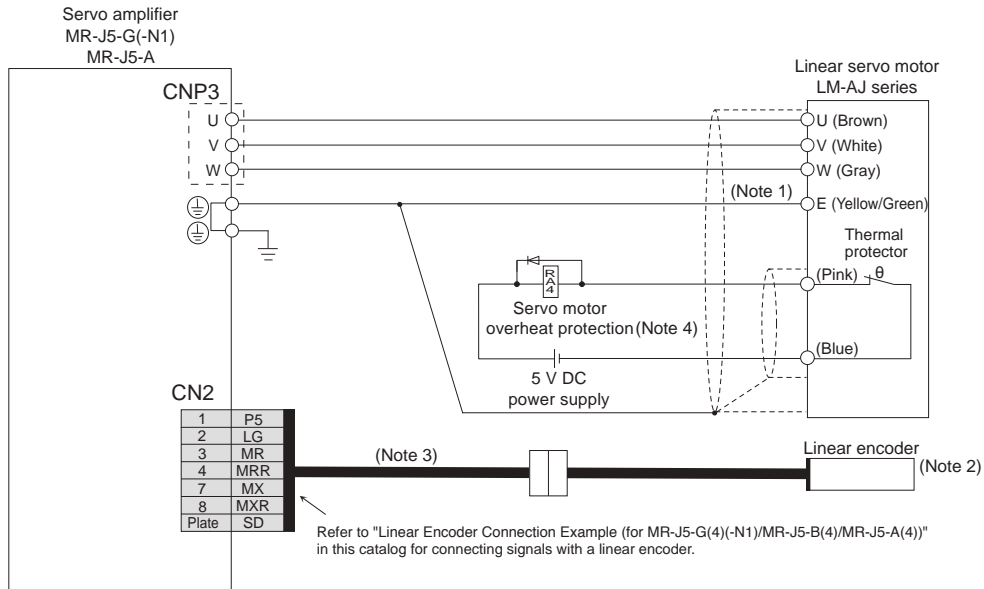 Servo amplifier
MR-J5-G(-N1)
MR-J5-A
Linear servo motor
LM-AJ series
CNP3
U
V
W
U (Brown)
V (White)
W (Gray)
(Note 1)
E (Yellow/Green)
Thermal
protector
(Pink)
θ
RA4
Servo motor
overheat protection(Note 4)
(Blue)
5 V DC
power supply
CN2
1 P5
2 LG
3 MR
4 MRR
7 MX
8 MXR
Plate SD
(Note 3)
Linear encoder
(Note 2)
Refer to "Linear Encoder Connection Example (for MR-J5-G(4)(-N1)/MR-J5-B(4)/MR-J5-A(4))"
in this catalog for connecting signals with a linear encoder.